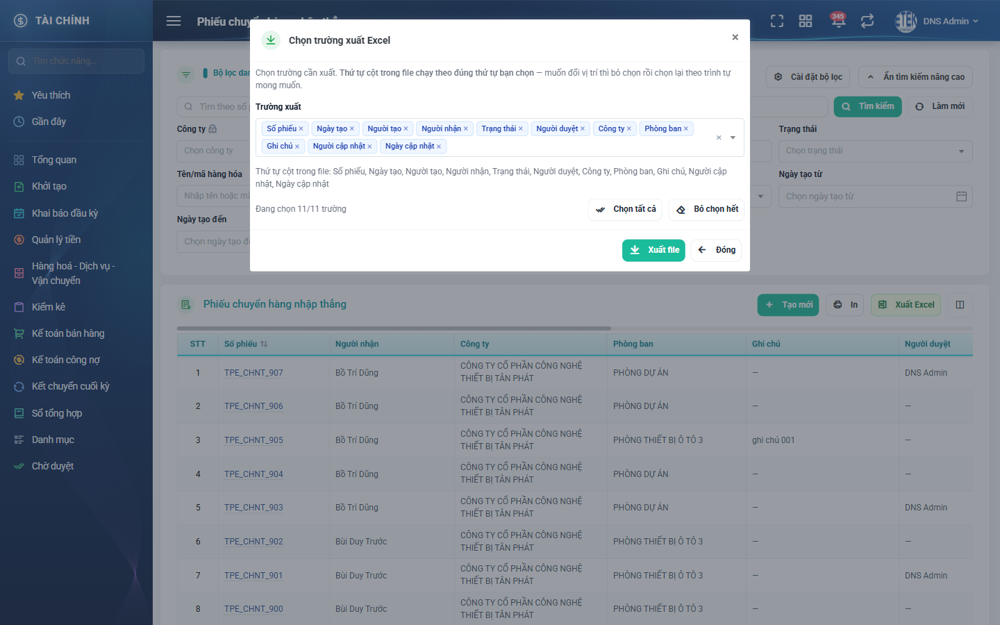 TÀI CHÍNH
Tìm chức năng...
Yêu thích
Gần đây
Tổng quan
Khởi tạo
Khai báo đầu kỳ
Quản lý tiền
Hàng hoá - Dịch vụ -
Vận chuyển
Kiểm kê
Kế toán bán hàng
Kế toán công nợ
Kết chuyển cuối kỳ
Sổ tổng hợp
Danh mục
Chờ duyệt
Phiếu chuyển
345
DNS Admin
Chọn trường xuất Excel
×
Chọn trường cần xuất. Thứ tự cột trong file chạy theo đúng thứ tự bạn chọn — muốn đổi vị trí thì bỏ chọn rồi chọn lại theo trình tự
mong muốn.
Trường xuất
Số phiếu × Ngày tạo × Người tạo × Người nhận × Trạng thái × Người duyệt × Công ty × Phòng ban ×
Ghi chú × Người cập nhật × Ngày cập nhật ×
×
Thứ tự cột trong file: Số phiếu, Ngày tạo, Người tạo, Người nhận, Trạng thái, Người duyệt, Công ty, Phòng ban, Ghi chú, Người cập
nhật, Ngày cập nhật
Đang chọn 11/11 trường
Chọn tất cả
Bỏ chọn hết
Xuất file
Đóng
Bộ lọc
Cài đặt bộ lọc
Ẩn tìm kiếm nâng cao
Tìm theo số
Tìm kiếm
Làm mới
Công ty
Chọn công ty
Trạng thái
Chọn trạng thái
Tên/mã hàng hóa
Nhập tên hoặc
Ngày tạo từ
Chọn ngày tạo từ
Ngày tạo đến
Chọn ngày tạo
Phiếu chuyển hàng nhập thẳng
Tạo mới
In
Xuất Excel
STT Số phiếu Người nhận Công ty Phòng ban Ghi chú Người duyệt
1 TPE_CHNT_907 Bồ Trí Dũng CÔNG TY CỔ PHẦN CÔNG NGHỆ THIẾT BỊ TÂN PHÁT PHÒNG DỰ ÁN — DNS Admin
2 TPE_CHNT_906 Bồ Trí Dũng CÔNG TY CỔ PHẦN CÔNG NGHỆ THIẾT BỊ TÂN PHÁT PHÒNG DỰ ÁN — —
3 TPE_CHNT_905 Bồ Trí Dũng CÔNG TY CỔ PHẦN CÔNG NGHỆ THIẾT BỊ TÂN PHÁT PHÒNG THIẾT BỊ Ô TÔ 3 ghi chú 001 —
4 TPE_CHNT_904 Bồ Trí Dũng CÔNG TY CỔ PHẦN CÔNG NGHỆ THIẾT BỊ TÂN PHÁT PHÒNG DỰ ÁN — —
5 TPE_CHNT_903 Bồ Trí Dũng CÔNG TY CỔ PHẦN CÔNG NGHỆ THIẾT BỊ TÂN PHÁT PHÒNG DỰ ÁN — DNS Admin
6 TPE_CHNT_902 Bùi Duy Trước CÔNG TY CỔ PHẦN CÔNG NGHỆ THIẾT BỊ TÂN PHÁT PHÒNG THIẾT BỊ Ô TÔ 3 — —
7 TPE_CHNT_901 Bùi Duy Trước CÔNG TY CỔ PHẦN CÔNG NGHỆ THIẾT BỊ TÂN PHÁT PHÒNG THIẾT BỊ Ô TÔ 3 — DNS Admin
8 TPE_CHNT_900 Bùi Duy Trước CÔNG TY CỔ PHẦN CÔNG NGHỆ THIẾT BỊ TÂN PHÁT PHÒNG THIẾT BỊ Ô TÔ 3 — —